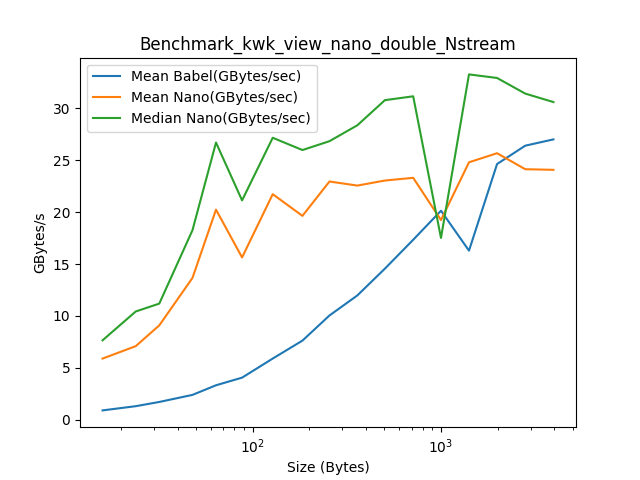 Benchmark_kwk_view_nano_double_Nstream
Mean Babel(GBytes/sec)
Mean Nano(GBytes/sec)
Median Nano(GBytes/sec)
GBytes/s
30
25
20
15
10
5
0
10² 10³
Size (Bytes)